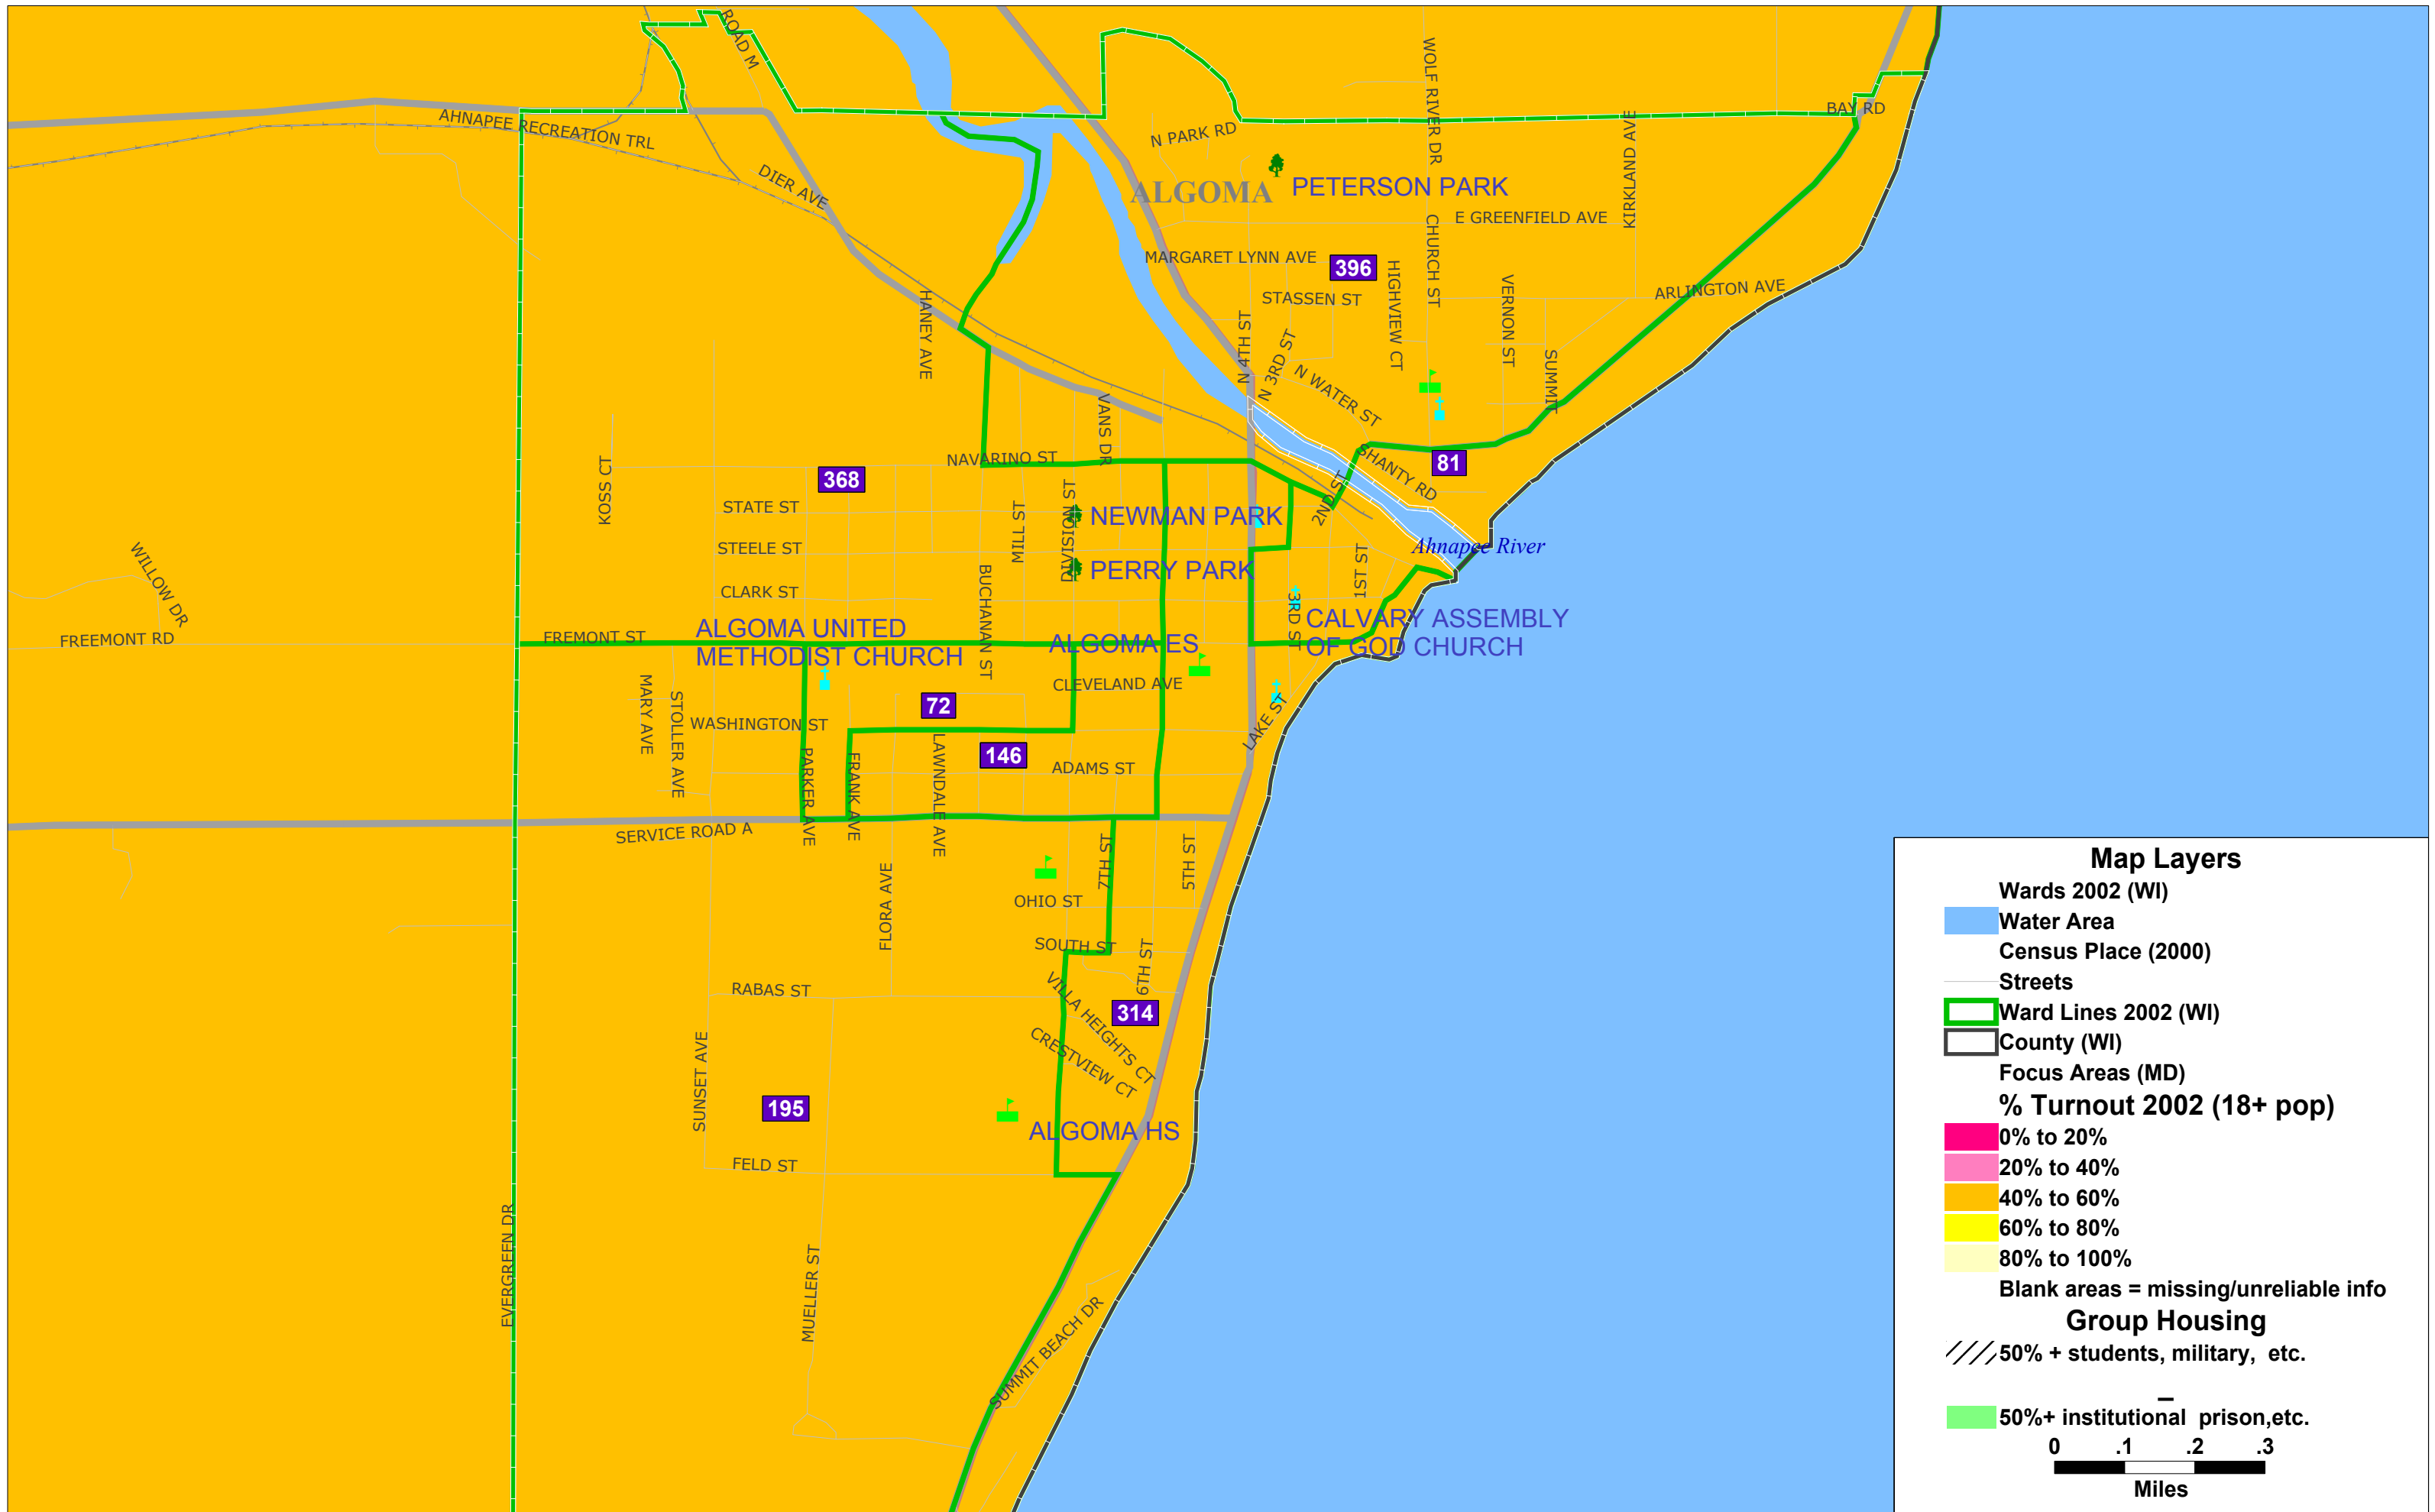 ROAD M
WOLF RIVER DR
BAY RD
AHNAPEE RECREATION TRL
N PARK RD
KIRKLAND AVE
DIER AVE
ALGOMA
PETERSON PARK
E GREENFIELD AVE
CHURCH ST
MARGARET LYNN AVE
396
HIGHVIEW CT
VERNON ST
STASSEN ST
ARLINGTON AVE
HANEY AVE
N 4TH ST
N 3RD ST
N WATER ST
SUMMIT
VANS DR
KOSS CT
NAVARINO ST
SHANTY RD
81
368
2ND ST
STATE ST
MILL ST
DIVISION ST
NEWMAN PARK
WILLOW DR
STEELE ST
Ahnapee River
BUCHANAN ST
PERRY PARK
1ST ST
CLARK ST
3RD ST
CALVARY ASSEMBLY
OF GOD CHURCH
FREEMONT RD
FREMONT ST
ALGOMA UNITED
METHODIST CHURCH
ALGOMA ES
CLEVELAND AVE
MARY AVE
STOLLER AVE
72
WASHINGTON ST
LAKE ST
146
PARKER AVE
FRANK AVE
LAWNDALE AVE
ADAMS ST
SERVICE ROAD A
7TH ST
5TH ST
FLORA AVE
OHIO ST
SOUTH ST
6TH ST
RABAS ST
VILLA HEIGHTS CT
314
CRESTVIEW CT
SUNSET AVE
195
ALGOMA HS
FELD ST
EVERGREEN DR
MUELLER ST
SUMMIT BEACH DR
Map Layers
Wards 2002 (WI)
Water Area
Census Place (2000)
Streets
Ward Lines 2002 (WI)
County (WI)
Focus Areas (MD)
% Turnout 2002 (18+ pop)
0% to 20%
20% to 40%
40% to 60%
60% to 80%
80% to 100%
Blank areas = missing/unreliable info
Group Housing
50% + students, military, etc.
50%+ institutional prison,etc.
0 .1 .2 .3
Miles